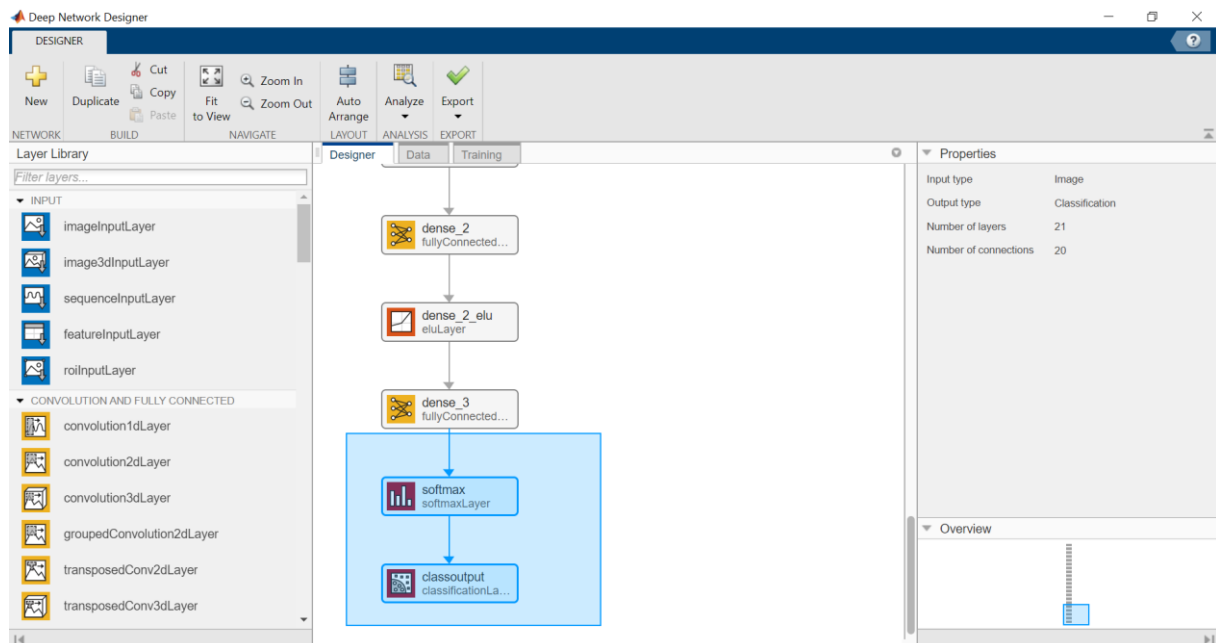 Deep Network Designer
DESIGNER
New
Duplicate
Cut
Copy
Paste
Fit
to View
Zoom In
Zoom Out
Auto
Arrange
Analyze
Export
NETWORK
BUILD
NAVIGATE
LAYOUT
ANALYSIS
EXPORT
Layer Library
Filter layers...
INPUT
imageInputLayer
image3dInputLayer
sequenceInputLayer
featureInputLayer
roiInputLayer
CONVOLUTION AND FULLY CONNECTED
convolution1dLayer
convolution2dLayer
convolution3dLayer
groupedConvolution2dLayer
transposedConv2dLayer
transposedConv3dLayer
Designer
Data
Training
dense_2
fullyConnected...
dense_2_elu
eluLayer
dense_3
fullyConnected...
softmax
softmaxLayer
classoutput
classificationLa...
Properties
Input type Image
Output type Classification
Number of layers 21
Number of connections 20
Overview